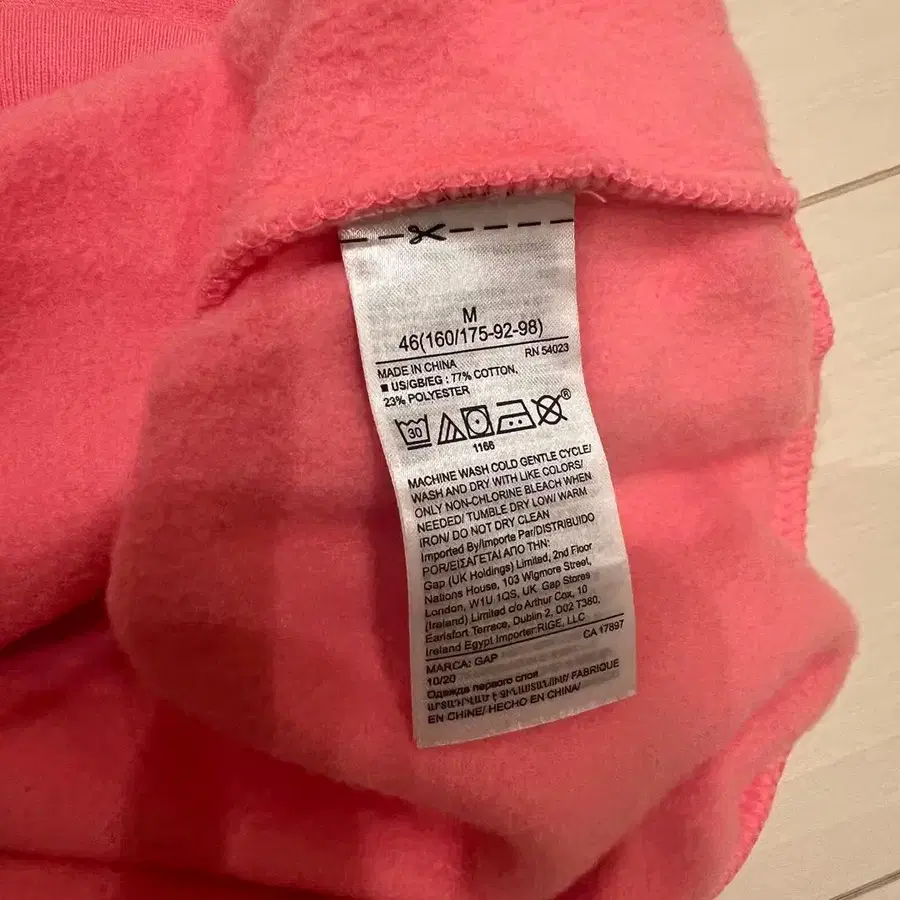 M
46(160/175-92-98)
RN 54023
MADE IN CHINA
■ US/GB/EG : 77% COTTON,
23% POLYESTER
30
®
1166
MACHINE WASH COLD GENTLE CYCLE/
WASH AND DRY WITH LIKE COLORS/
ONLY NON-CHLORINE BLEACH WHEN
NEEDED/ TUMBLE DRY LOW/ WARM
IRON/ DO NOT DRY CLEAN
Imported By/Importe Par/DISTRIBUIDO
POR/ΕΙΣΑΓΕΤΑΙ ΑΠΟ ΤΗΝ:
Gap (UK Holdings) Limited, 2nd Floor
Nations House, 103 Wigmore Street,
London, W1U 1QS, UK Gap Stores
(Ireland) Limited c/o Arthur Cox, 10
Earlsfort Terrace, Dublin 2, D02 T380,
Ireland Egypt Importer:RIGE, LLC
CA 17897
MARCA: GAP
10/20
Одежда первого слоя
FABRIQUE
EN CHINE/ HECHO EN CHINA/